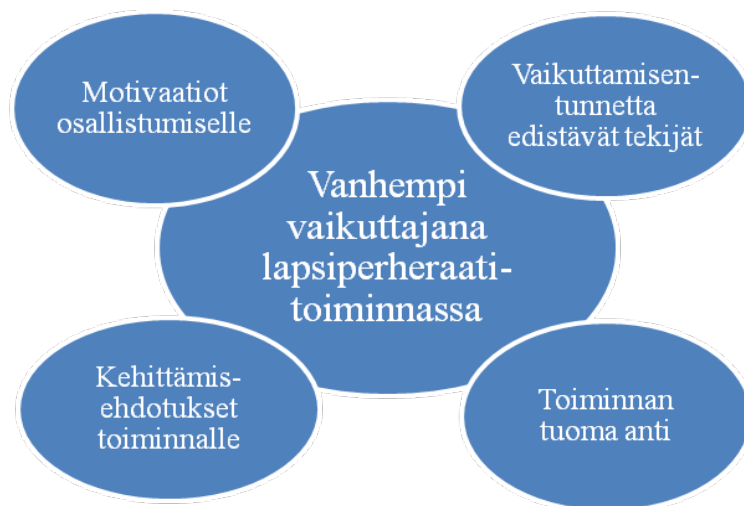 Motivaatiot
osallistumiselle
Vaikuttamisen-
tunnetta
edistävät tekijät
Vanhempi
vaikuttajana
lapsiperheraati-
toiminnassa
Kehittämis-
ehdotukset
toiminnalle
Toiminnan
tuoma anti